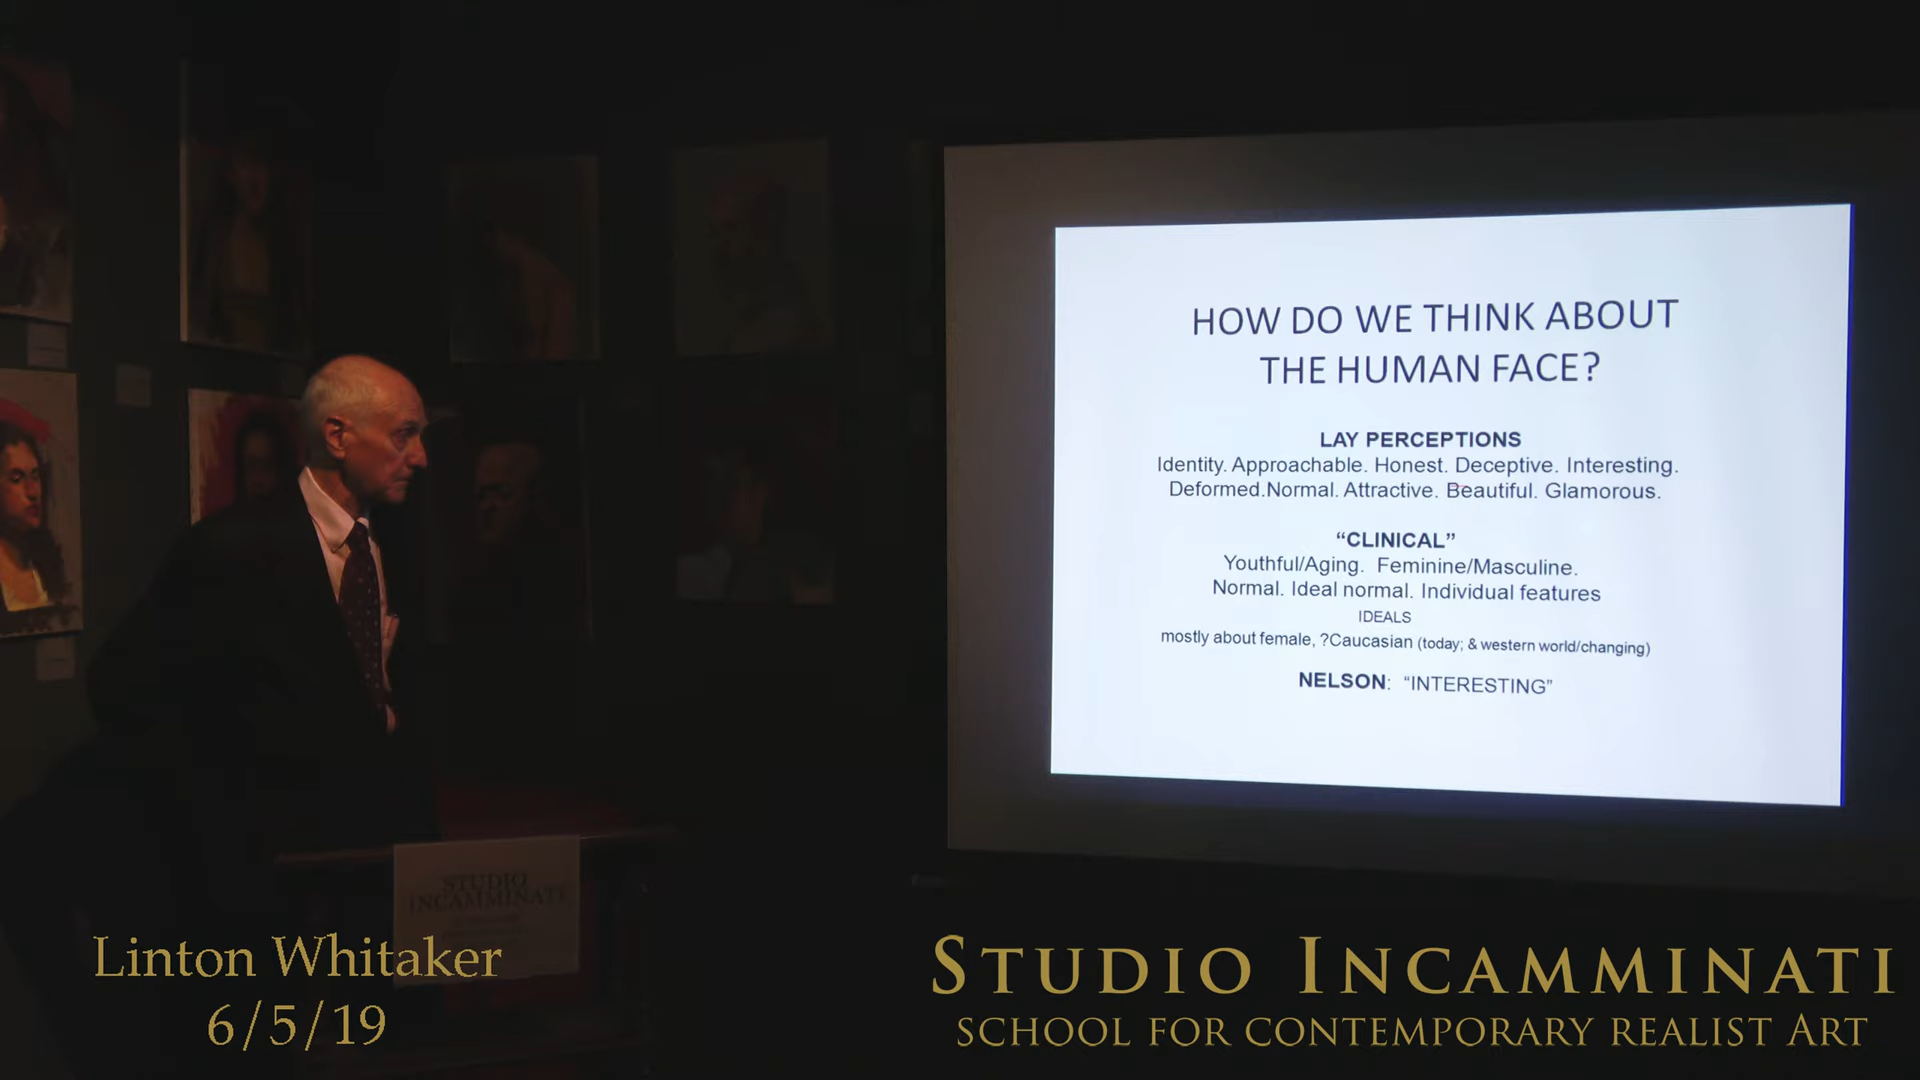 HOW DO WE THINK ABOUT
THE HUMAN FACE?
LAY PERCEPTIONS
Identity. Approachable. Honest. Deceptive. Interesting.
Deformed.Normal. Attractive. Beautiful. Glamorous.
“CLINICAL”
Youthful/Aging. Feminine/Masculine.
Normal. Ideal normal. Individual features
IDEALS
mostly about female, ?Caucasian (today; & western world/changing)
NELSON: “INTERESTING”
STUDIO
INCAMMINATI
Linton Whitaker
6/5/19
STUDIO INCAMMINATI
SCHOOL FOR CONTEMPORARY REALIST ART